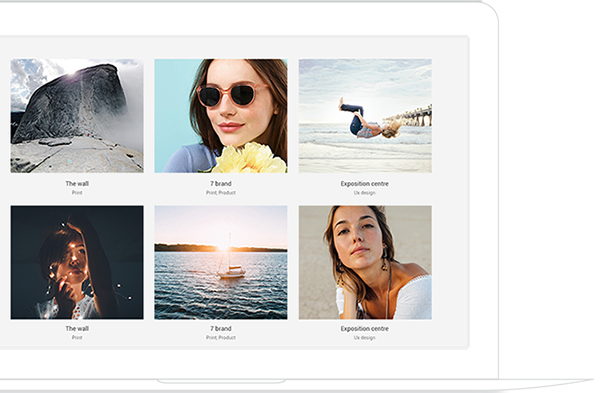 The wall
Print
7 brand
Print, Product
Exposition centre
Ux design
The wall
Print
7 brand
Print, Product
Exposition centre
Ux design